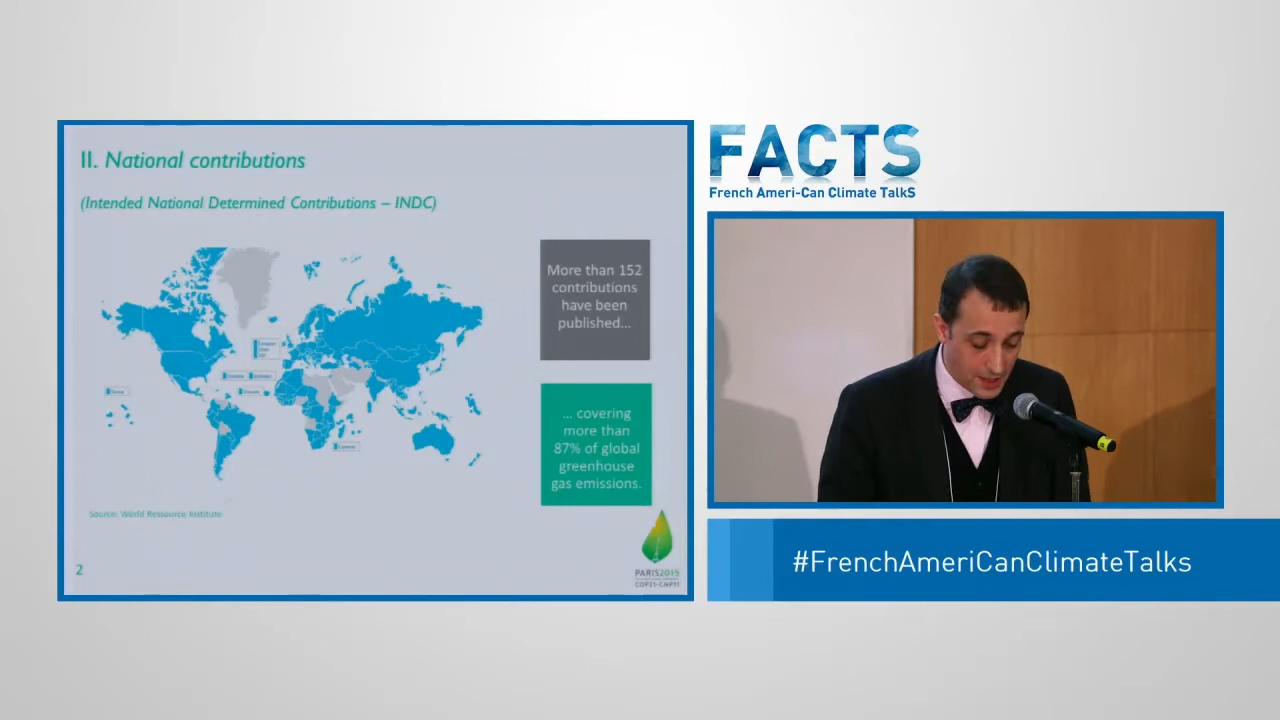 II. National contributions
(Intended National Determined Contributions – INDC)
More than 152
contributions
have been
published...
... covering
more than
87% of global
greenhouse
gas emissions.
Source: World Ressource Institute
2
PARIS2015
COP21-CMP11
FACTS
French Ameri-Can Climate TalkS
#FrenchAmeriCanClimateTalks